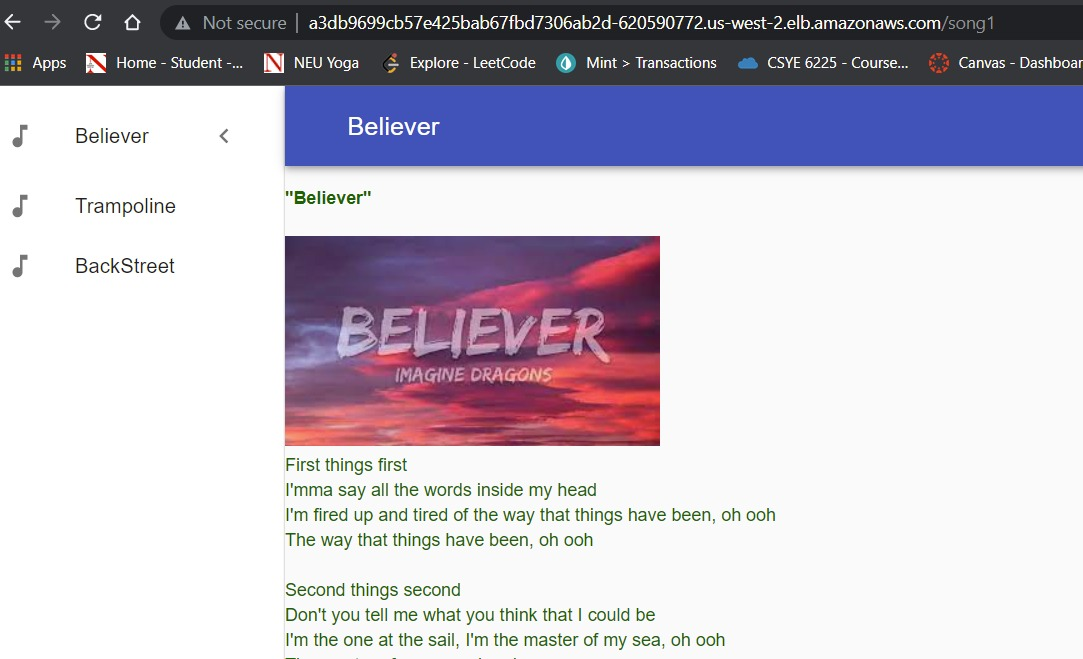 Not secure | a3db9699cb57e425bab67fbd7306ab2d-620590772.us-west-2.elb.amazonaws.com/song1
Apps Home - Student -... NEU Yoga Explore - LeetCode Mint > Transactions CSYE 6225 - Course... Canvas - Dashboar
Believer
Trampoline
BackStreet
Believer
"Believer"
BELIEVER
IMAGINE DRAGONS
First things first
I'mma say all the words inside my head
I'm fired up and tired of the way that things have been, oh ooh
The way that things have been, oh ooh
Second things second
Don't you tell me what you think that I could be
I'm the one at the sail, I'm the master of my sea, oh ooh